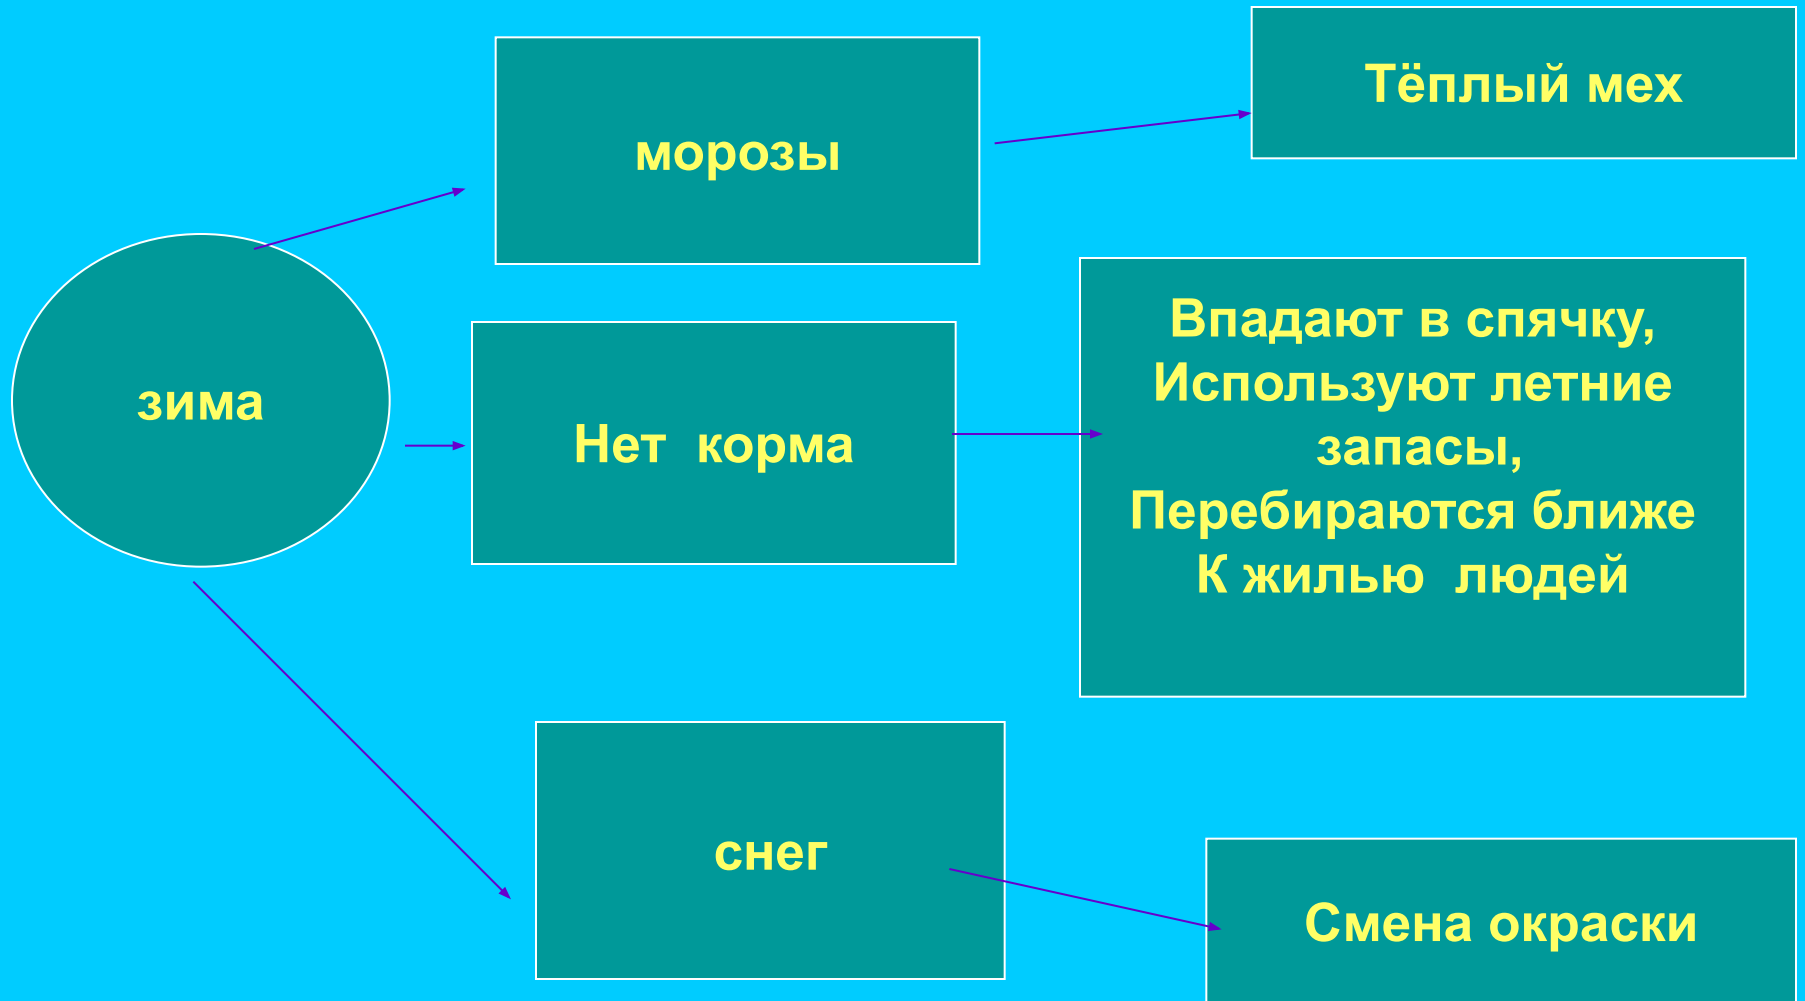 зима
морозы
Тёплый мех
Нет корма
Впадают в спячку,
Используют летние
запасы,
Перебираются ближе
К жилью людей
снег
Смена окраски